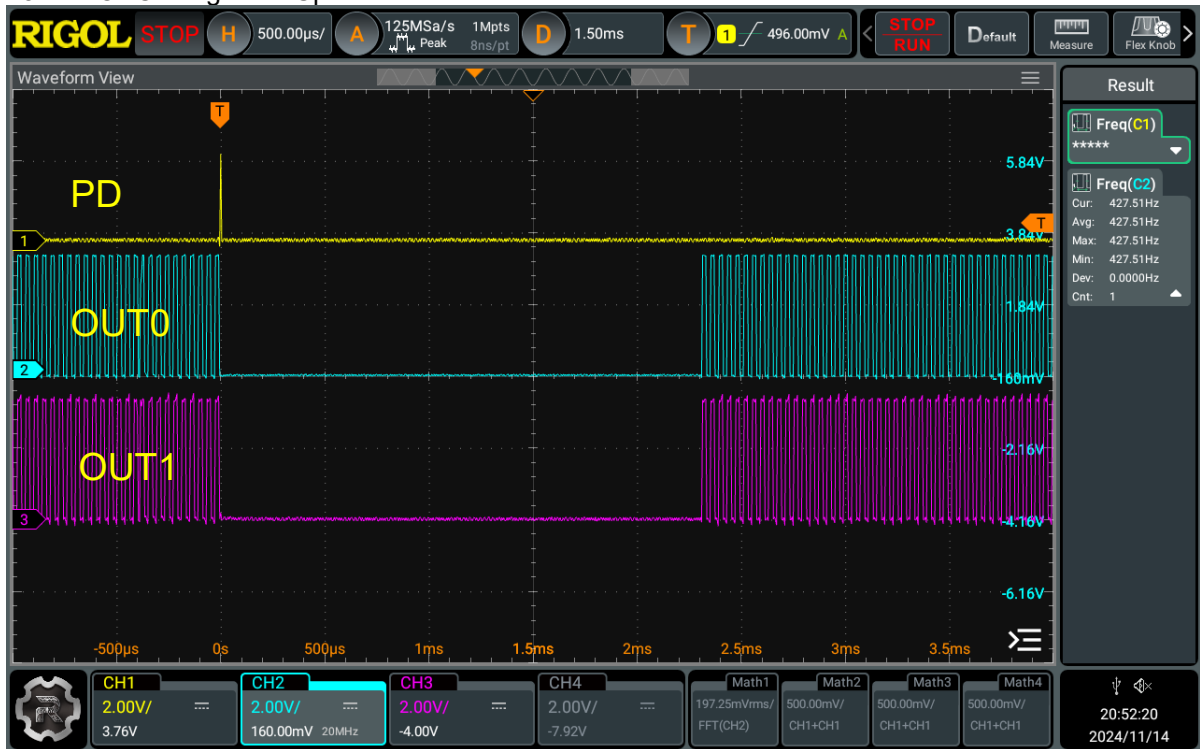 RIGOL STOP H 500.00μs/ A 125MSa/s 1Mpts Peak 8ns/pt D 1.50ms T 1 496.00mV A < STOP RUN Default Measure Flex Knob >
Waveform View
Result
T
PD
5.84V
T
1
3.84V
OUT0
1.84V
2
-160mV
OUT1
-2.16V
3
-4.16V
-6.16V
-500μs 0s 500μs 1ms 1.5ms 2ms 2.5ms 3ms 3.5ms
Freq(C1)
*****
Freq(C2)
Cur: 427.51Hz
Avg: 427.51Hz
Max: 427.51Hz
Min: 427.51Hz
Dev: 0.0000Hz
Cnt: 1
CH1 CH2 CH3 CH4 Math1 Math2 Math3 Math4
2.00V/ 2.00V/ 2.00V/ 2.00V/ 197.25mVrms/ 500.00mV/ 500.00mV/ 500.00mV/
3.76V 160.00mV 20MHz -4.00V -7.92V FFT(CH2) CH1+CH1 CH1+CH1 CH1+CH1
R
20:52:20
2024/11/14